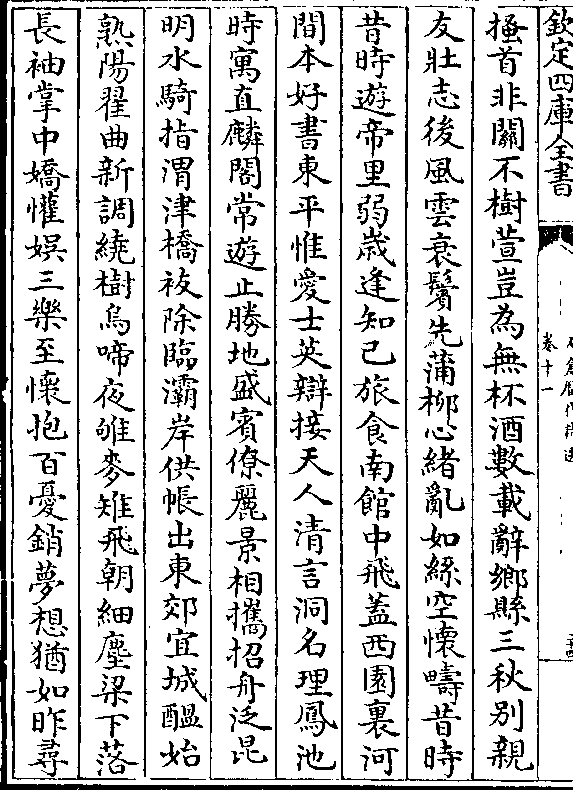 欽定四庫全書
卷十一
搔首非關不樹萱豈為無杯酒數載辭鄉縣三秋别親
友壯志後風雲衰鬢先蒲柳心緒亂如絲空懷疇昔時
昔時遊帝里弱歲逢知己旅食南館中飛蓋西園裏河
間本好書東平惟愛士英辯接天人清言洞名理鳳池
時寓直麟閣常遊止勝地盛賓僚麗景相攜招舟泛昆
明水騎指渭津橋袚除臨灞岸供帳出東郊宜城醖始
熟陽翟曲新調繞樹烏啼夜雊麥雉飛朝細塵梁下落
長袖掌中嬌懽娛三樂至懷抱百憂銷夢想猶如昨尋